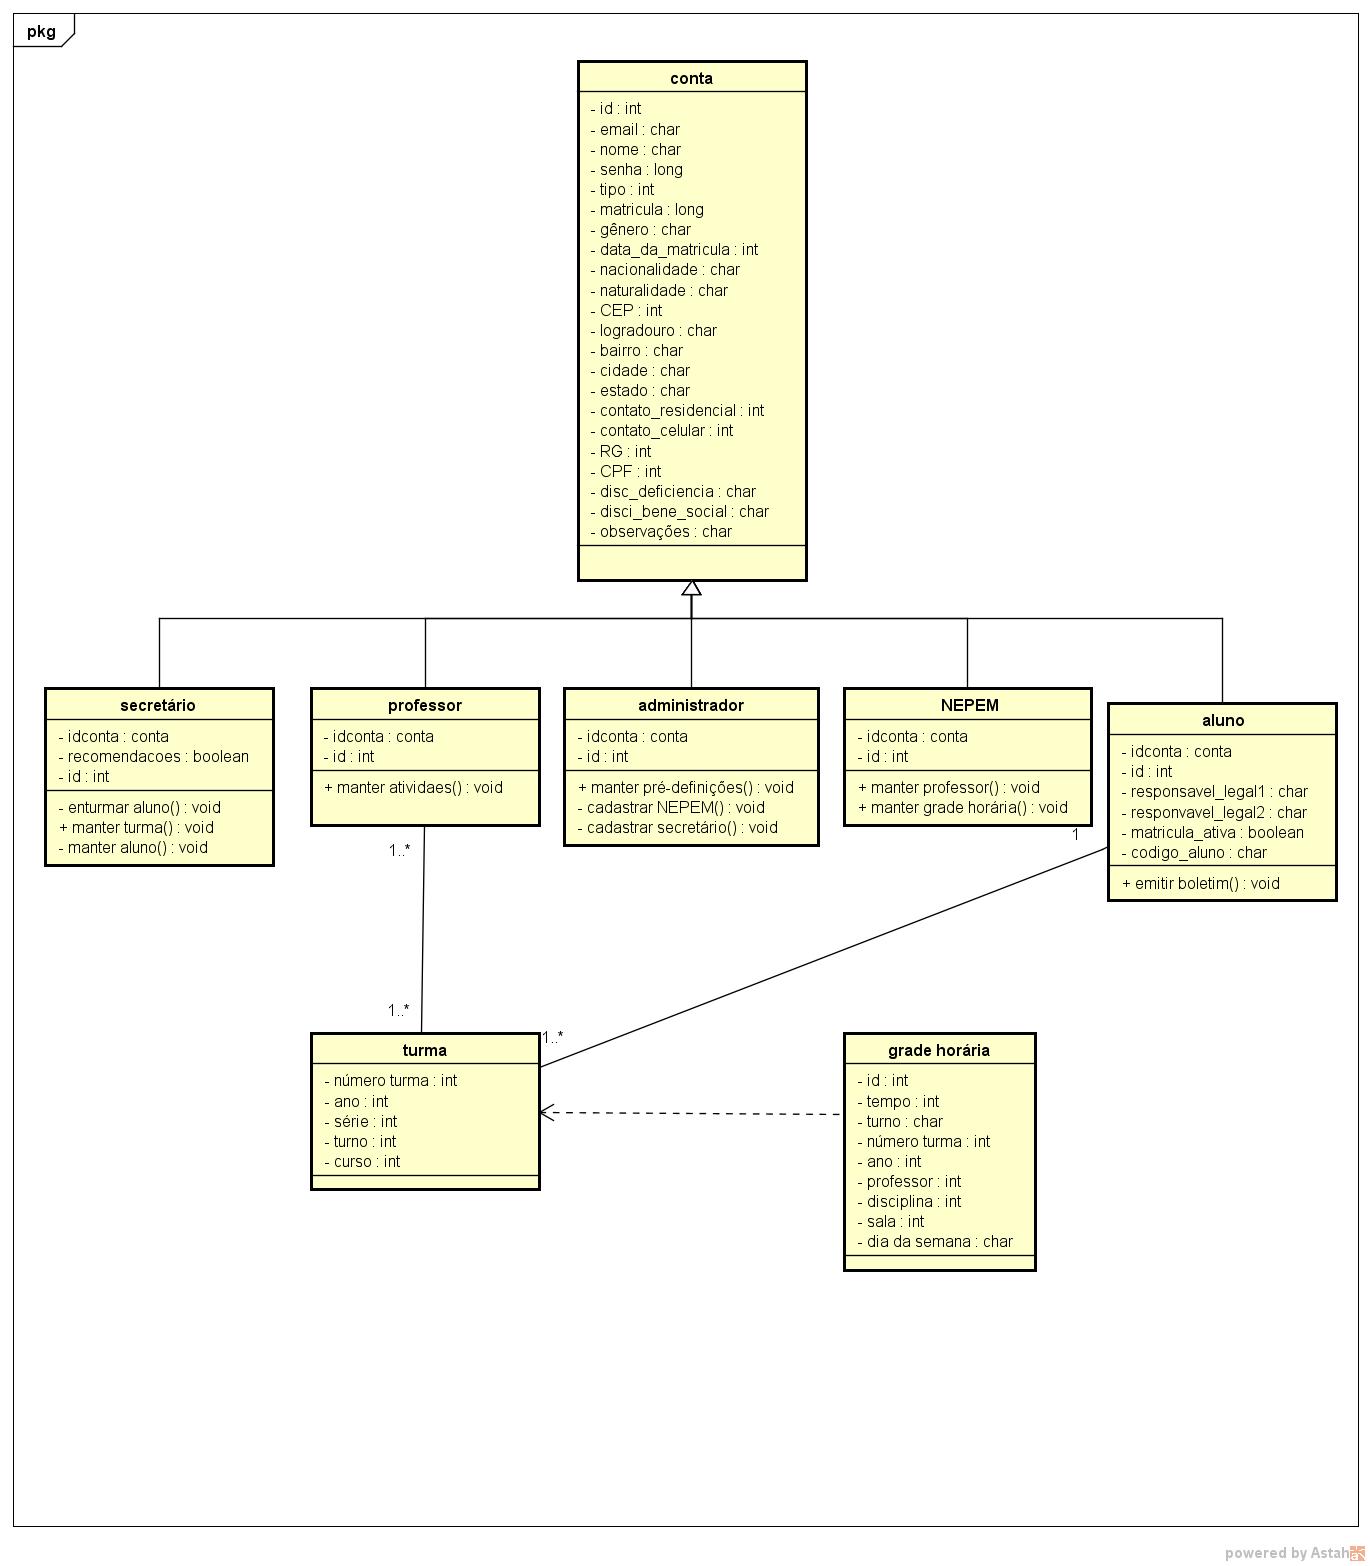 pkg
conta
- id : int
- email : char
- nome : char
- senha : long
- tipo : int
- matricula : long
- gênero : char
- data_da_matricula : int
- nacionalidade : char
- naturalidade : char
- CEP : int
- logradouro : char
- bairro : char
- cidade : char
- estado : char
- contato_residencial : int
- contato_celular : int
- RG : int
- CPF : int
- disc_deficiencia : char
- disci_bene_social : char
- observações : char
secretário
- idconta : conta
- recomendacoes : boolean
- id : int
- enturmar aluno() : void
+ manter turma() : void
- manter aluno() : void
professor
- idconta : conta
- id : int
+ manter atividaes() : void
administrador
- idconta : conta
- id : int
+ manter pré-definições() : void
- cadastrar NEPEM() : void
- cadastrar secretário() : void
NEPEM
- idconta : conta
- id : int
+ manter professor() : void
+ manter grade horária() : void
aluno
- idconta : conta
- id : int
- responsavel_legal1 : char
- responvavel_legal2 : char
- matricula_ativa : boolean
- codigo_aluno : char
+ emitir boletim() : void
1
1..*
1..*
1..*
turma
- número turma : int
- ano : int
- série : int
- turno : int
- curso : int
grade horária
- id : int
- tempo : int
- turno : char
- número turma : int
- ano : int
- professor : int
- disciplina : int
- sala : int
- dia da semana : char
powered by Astah